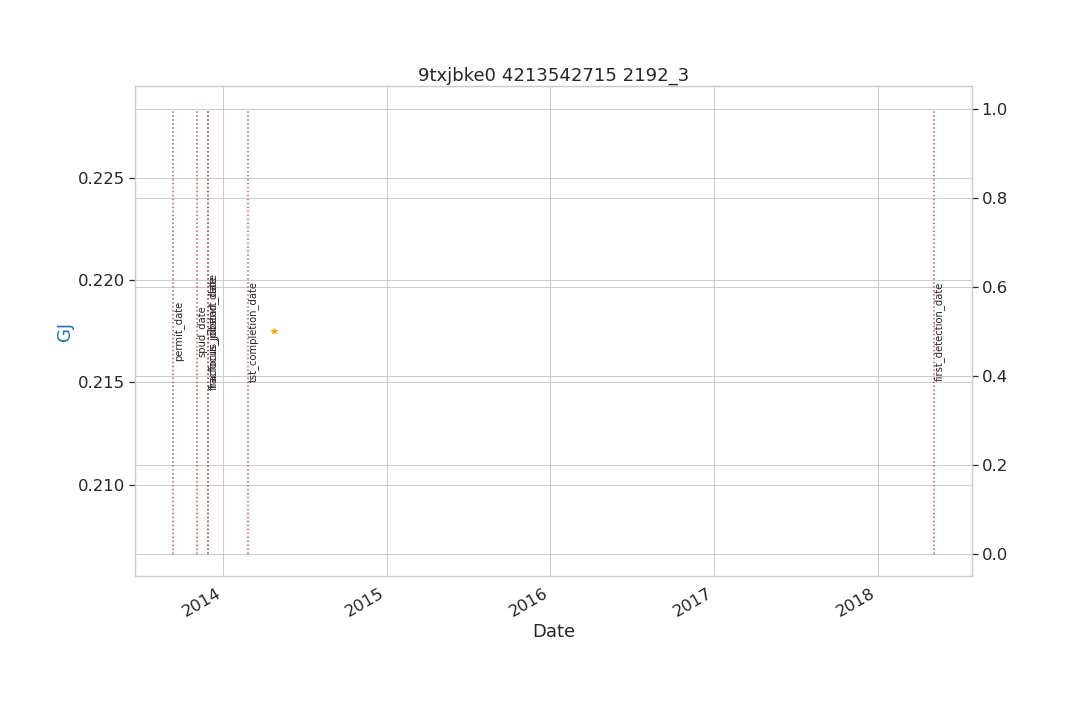 9txjbke0 4213542715 2192_3
GJ
0.225
0.220
0.215
0.210
1.0
0.8
0.6
0.4
0.2
0.0
permit_date
spud_date
tst_completion_date
first_detection_date
2014
2015
2016
2017
2018
Date